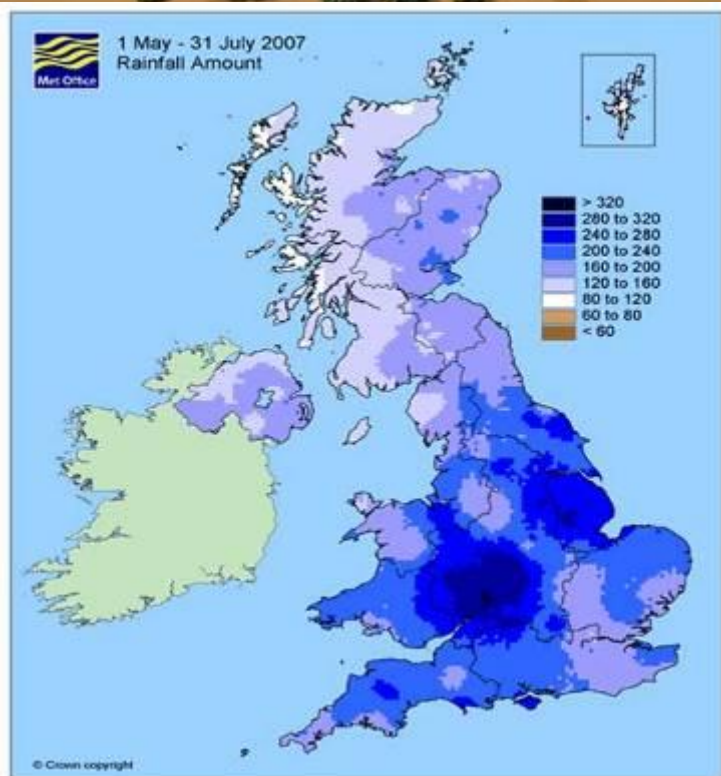 1 May - 31 July 2007
Rainfall Amount
Met Office
> 320
280 to 320
240 to 280
200 to 240
160 to 200
120 to 160
80 to 120
60 to 80
< 60
© Crown copyright